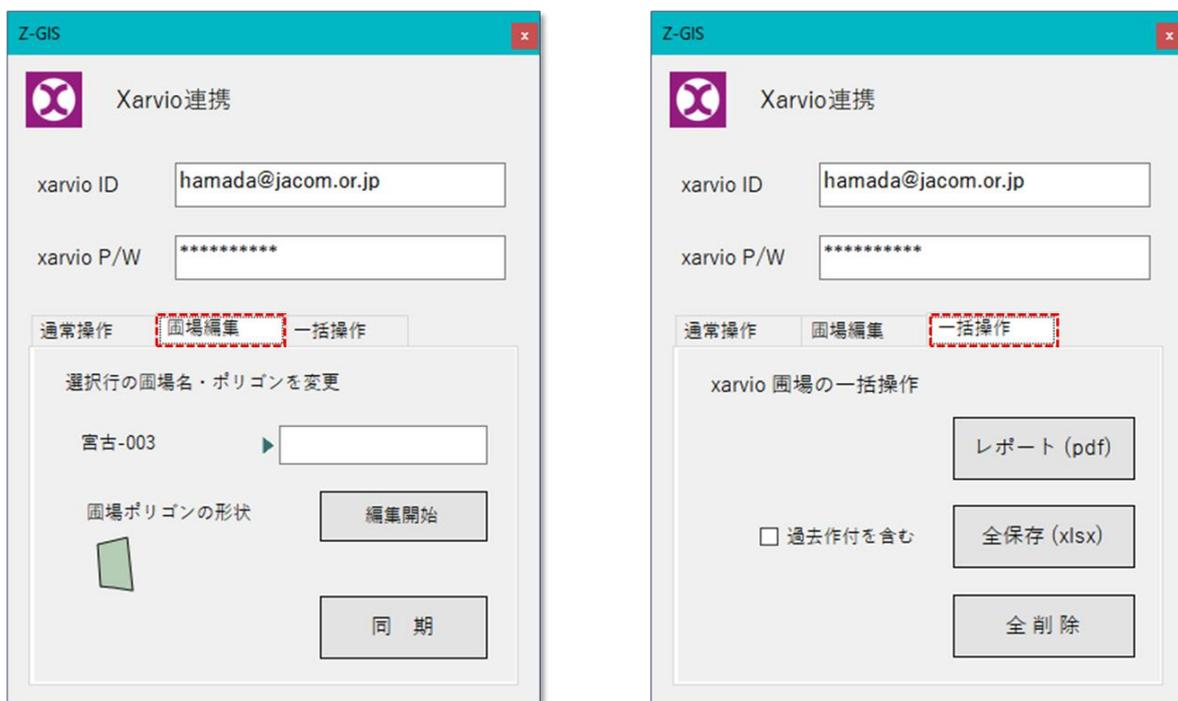 Z-GIS
x
Xarvio連携
xarvio ID
hamada@jacom.or.jp
xarvio P/W
**********
通常操作
圃場編集
一括操作
選択行の圃場名・ポリゴンを変更
宮古-003
圃場ポリゴンの形状
編集開始
同 期
Z-GIS
x
Xarvio連携
xarvio ID
hamada@jacom.or.jp
xarvio P/W
**********
通常操作
圃場編集
一括操作
xarvio 圃場の一括操作
レポート (pdf)
過去作付を含む
全保存 (xlsx)
全 削 除